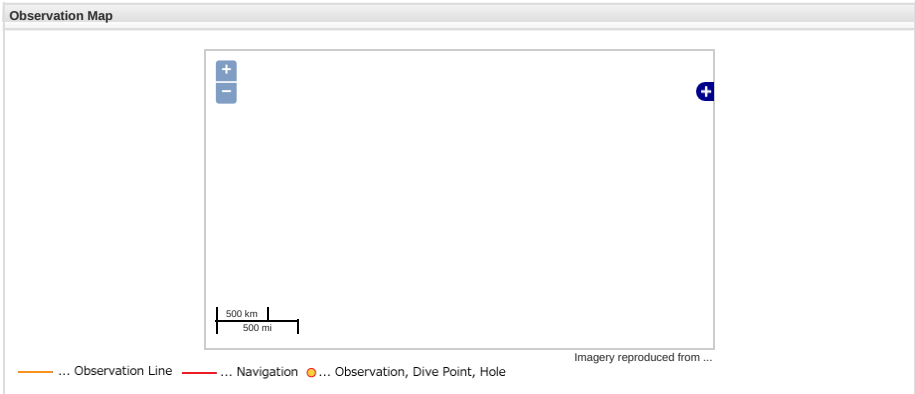 Observation Map
+
−
+
500 km
500 mi
Imagery reproduced from ...
... Observation Line ... Navigation ... Observation, Dive Point, Hole